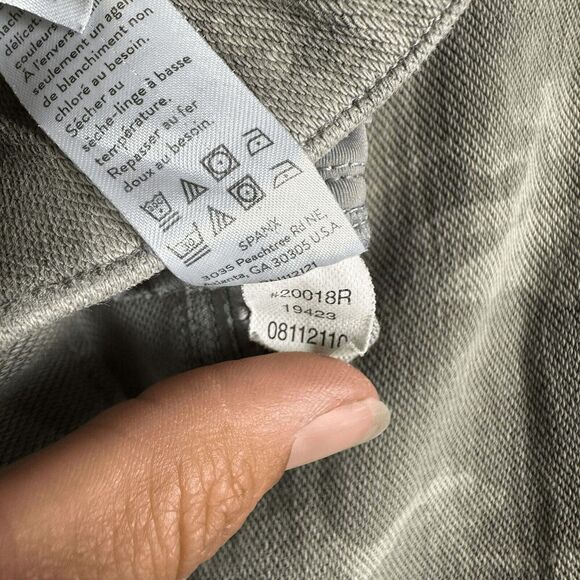 délicat
couleurs
À l'envers.
seulement un agent
de blanchiment non
chloré au besoin.
Sécher au
sèche-linge à basse
température.
Repasser au fer
doux au besoin.
SPANX
3035 Peachtree Rd NE,
Atlanta, GA 30305 U.S.A
#20018R
19423
08112110